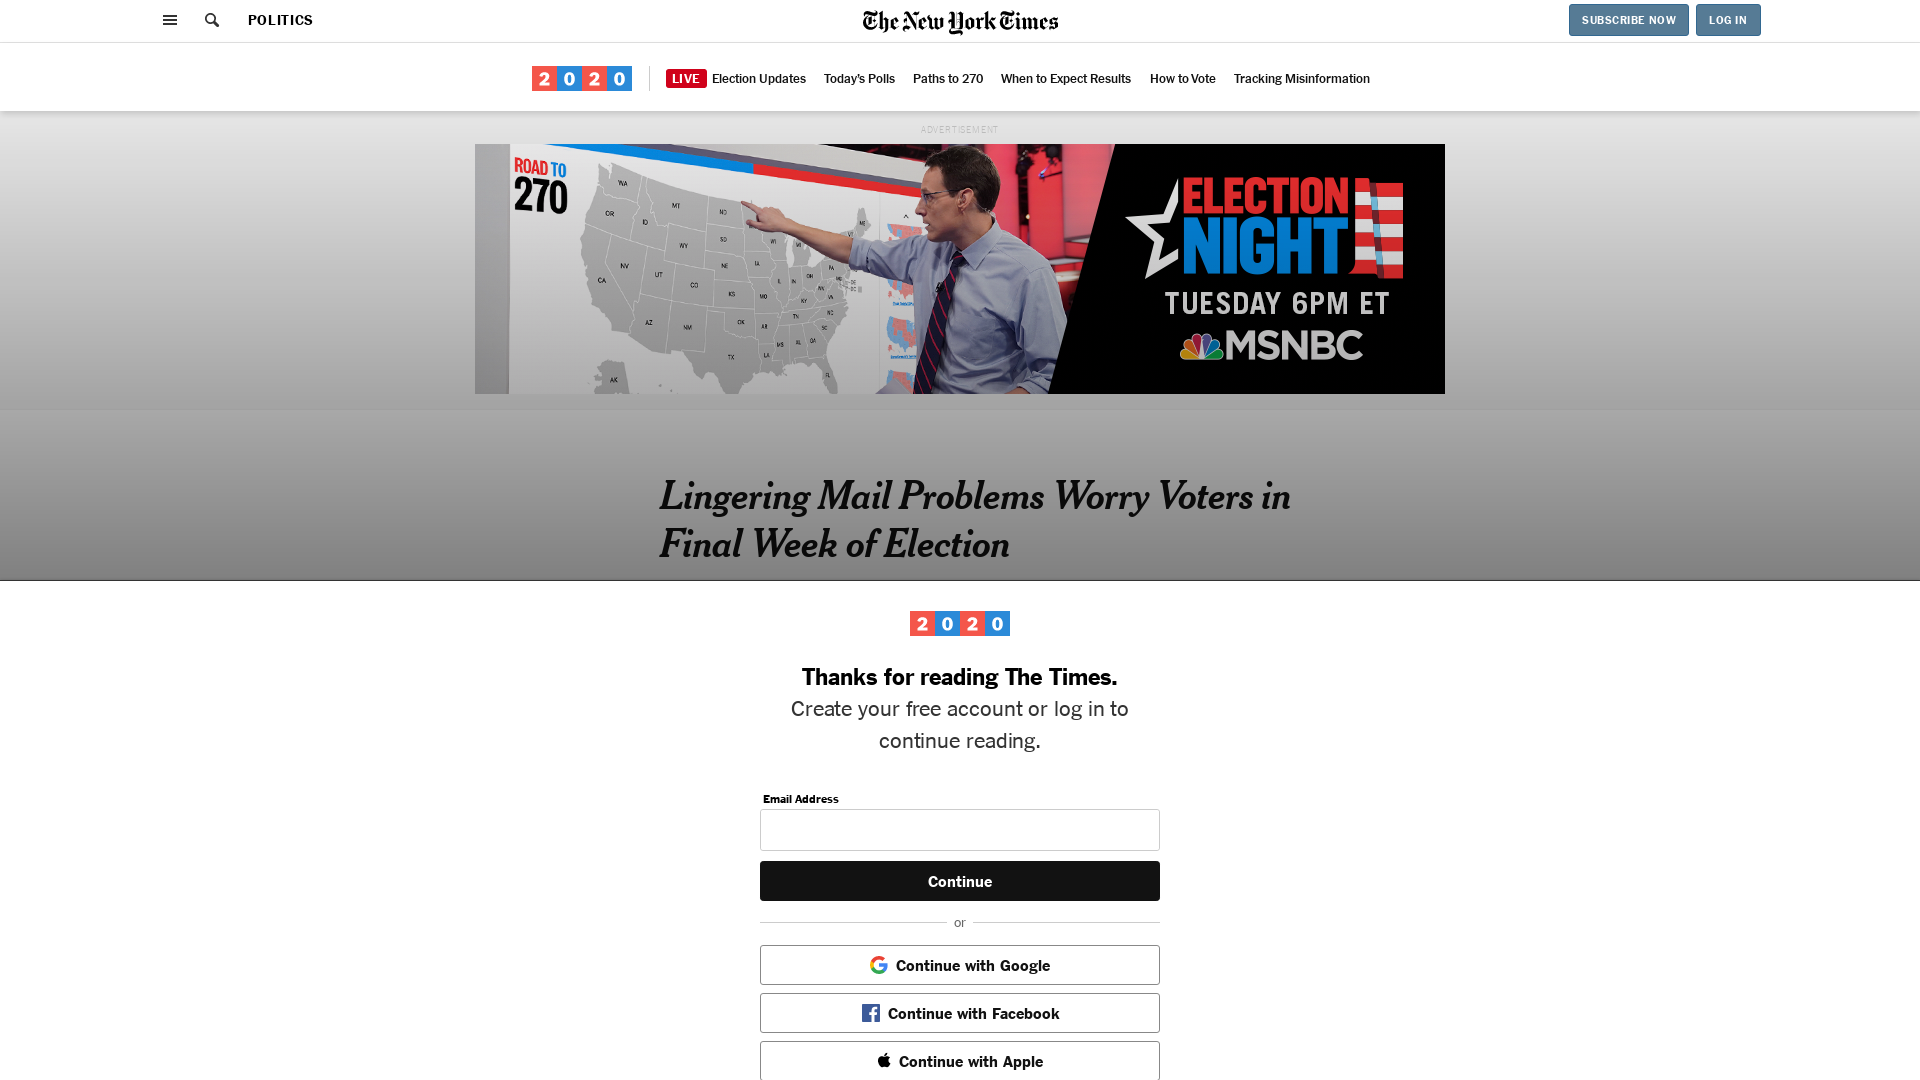 POLITICS
The New York Times
SUBSCRIBE NOW
LOG IN
2020
LIVE Election Updates
Today's Polls
Paths to 270
When to Expect Results
How to Vote
Tracking Misinformation
ADVERTISEMENT
ROAD TO
270
WA
OR
ID
MT
ND
SD
WY
NV
CA
UT
CO
NE
KS
AZ
NM
OK
TX
IA
MO
AR
LA
WI
MI
IL
IN
OH
KY
TN
MS
AL
GA
FL
SC
NC
VA
PA
VT
ME
AK
ELECTION
NIGHT
TUESDAY 6PM ET
MSNBC
Lingering Mail Problems Worry Voters in
Final Week of Election
2020
Thanks for reading The Times.
Create your free account or log in to
continue reading.
Email Address
Continue
or
Continue with Google
Continue with Facebook
Continue with Apple